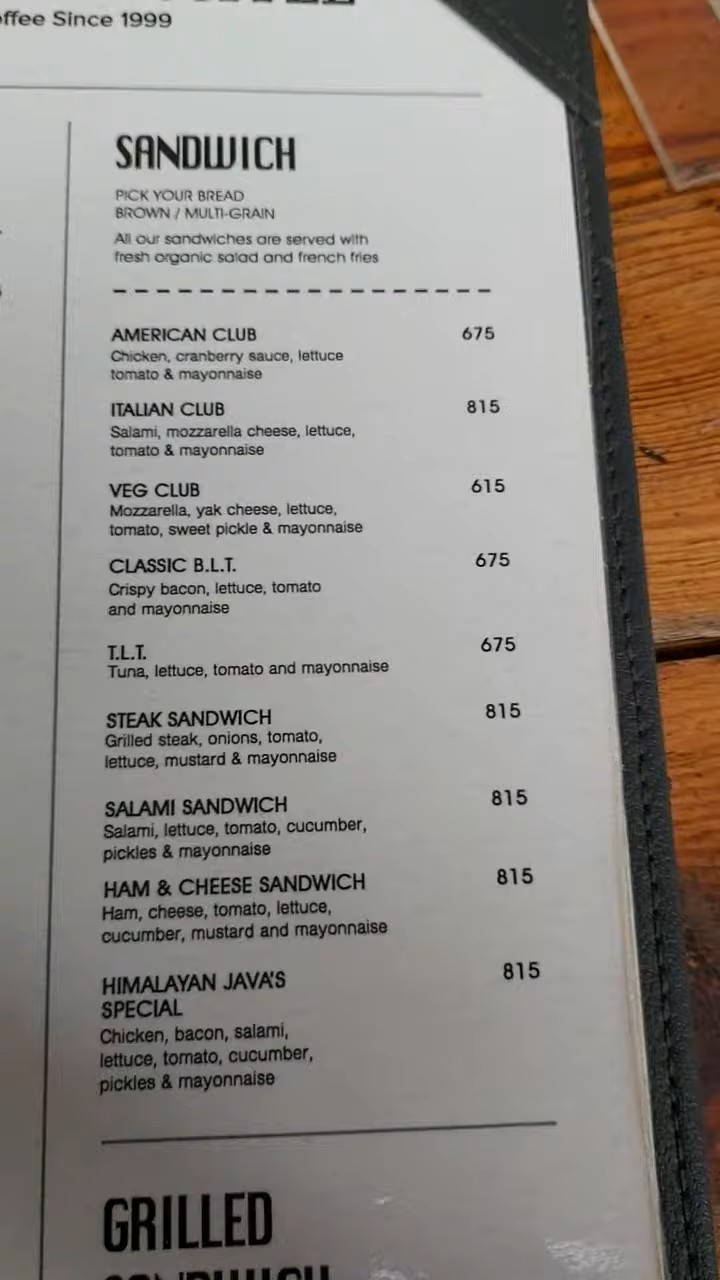 Since 1999
SANDWICH
PICK YOUR BREAD
BROWN / MULTI-GRAIN
All our sandwiches are served with
fresh organic salad and french fries
AMERICAN CLUB 675
Chicken, cranberry sauce, lettuce
tomato & mayonnaise
ITALIAN CLUB 815
Salami, mozzarella cheese, lettuce,
tomato & mayonnaise
VEG CLUB 615
Mozzarella, yak cheese, lettuce,
tomato, sweet pickle & mayonnaise
CLASSIC B.L.T. 675
Crispy bacon, lettuce, tomato
and mayonnaise
T.L.T. 675
Tuna, lettuce, tomato and mayonnaise
STEAK SANDWICH 815
Grilled steak, onions, tomato,
lettuce, mustard & mayonnaise
SALAMI SANDWICH 815
Salami, lettuce, tomato, cucumber,
pickles & mayonnaise
HAM & CHEESE SANDWICH 815
Ham, cheese, tomato, lettuce,
cucumber, mustard and mayonnaise
HIMALAYAN JAVA'S 815
SPECIAL
Chicken, bacon, salami,
lettuce, tomato, cucumber,
pickles & mayonnaise
GRILLED